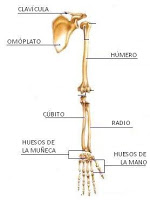 CLAVÍCULA
OMÓPLATO
HÚMERO
CÚBITO
RADIO
HUESOS DE
LA MUÑECA
HUESOS DE
LA MANO